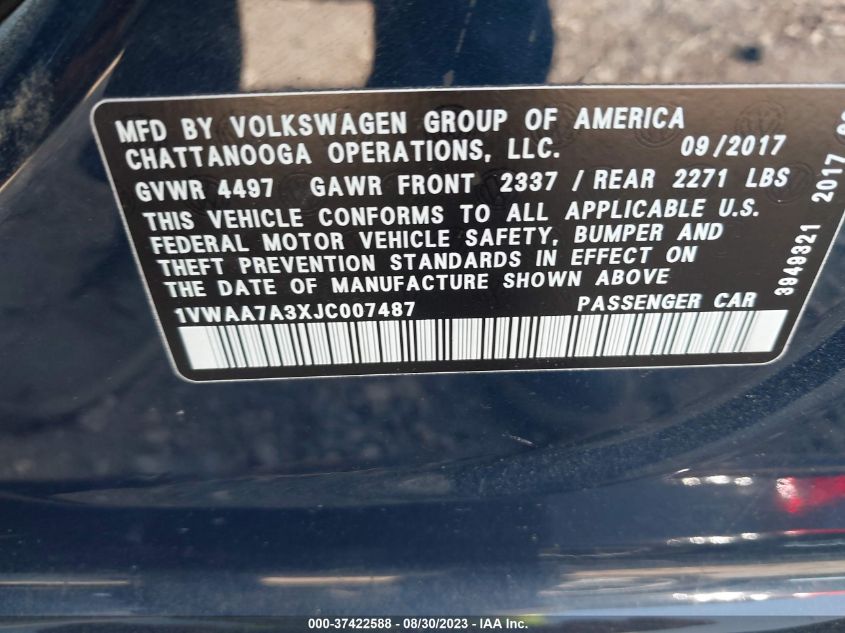 MFD BY VOLKSWAGEN GROUP OF AMERICA
CHATTANOOGA OPERATIONS, LLC. 09/2017
GVWR 4497 GAWR FRONT 2337 / REAR 2271 LBS
THIS VEHICLE CONFORMS TO ALL APPLICABLE U.S.
FEDERAL MOTOR VEHICLE SAFETY, BUMPER AND
THEFT PREVENTION STANDARDS IN EFFECT ON
THE DATE OF MANUFACTURE SHOWN ABOVE
1VWAA7A3XJC007487 PASSENGER CAR
3949321 2017
000-37422588 - 08/30/2023 - IAA Inc.